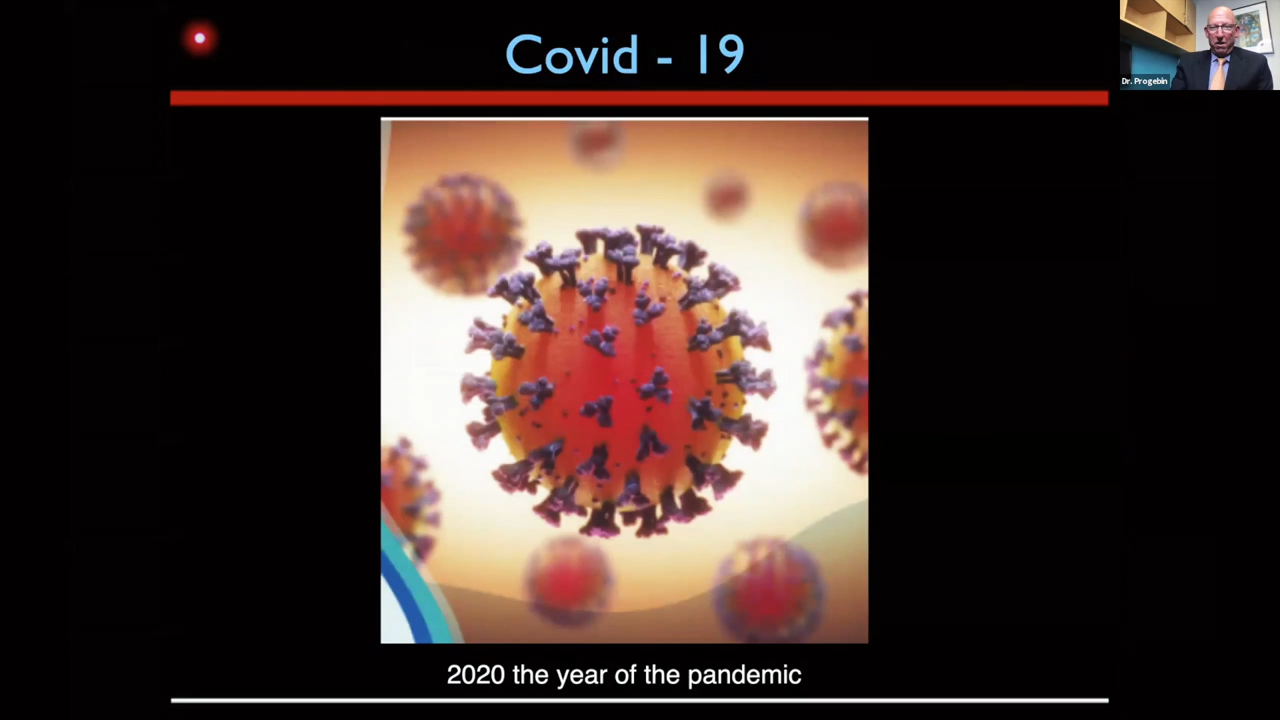 Covid - 19
Dr. Progebin
2020 the year of the pandemic